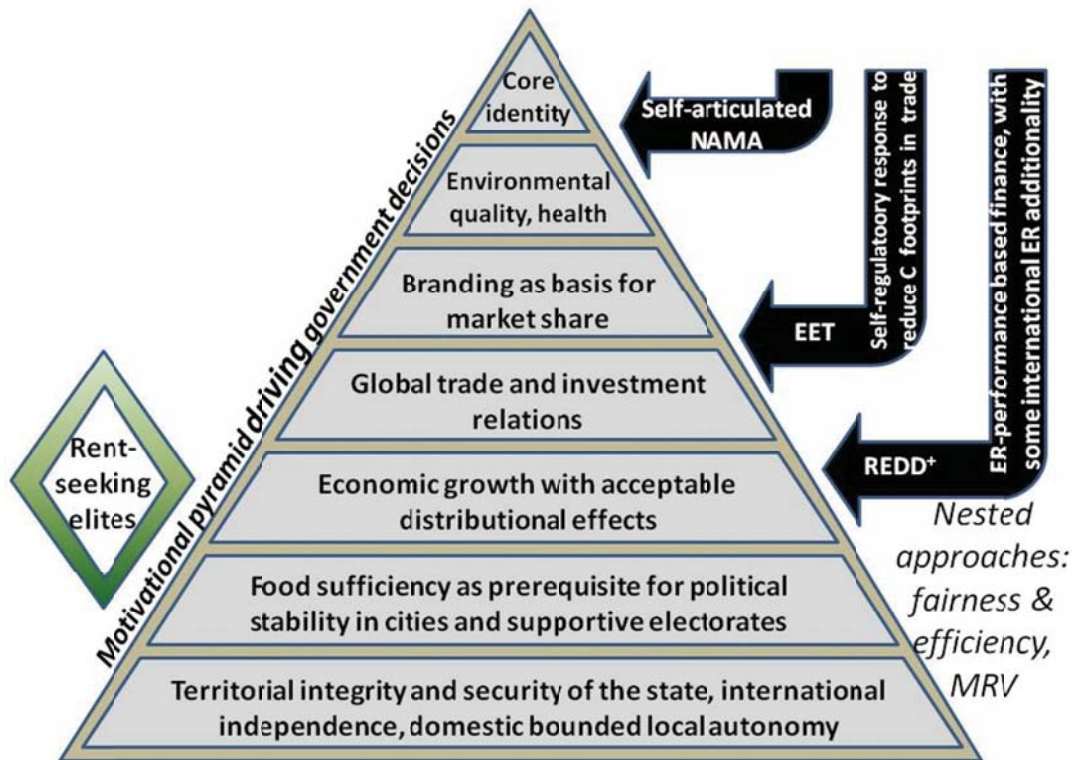 Core
identity
Environmental
quality, health
Branding as basis for
market share
Global trade and investment
relations
Economic growth with acceptable
distributional effects
Food sufficiency as prerequisite for political
stability in cities and supportive electorates
Territorial integrity and security of the state, international
independence, domestic bounded local autonomy
Motivational pyramid driving government decisions
Rent-
seeking
elites
Self-articulated
NAMA
EET
Self-regulatoory response to
reduce C footprints in trade
REDD⁺
ER-performance based finance, with
some international ER additionality
Nested
approaches:
fairness &
efficiency,
MRV